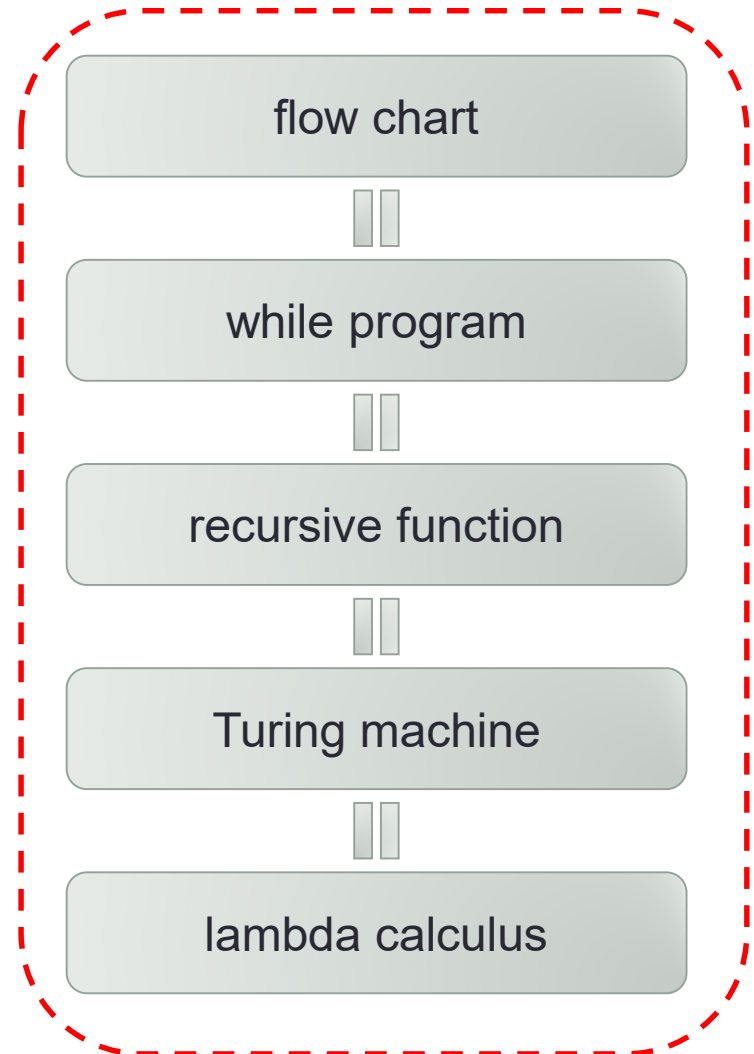 flow chart
while program
recursive function
Turing machine
lambda calculus